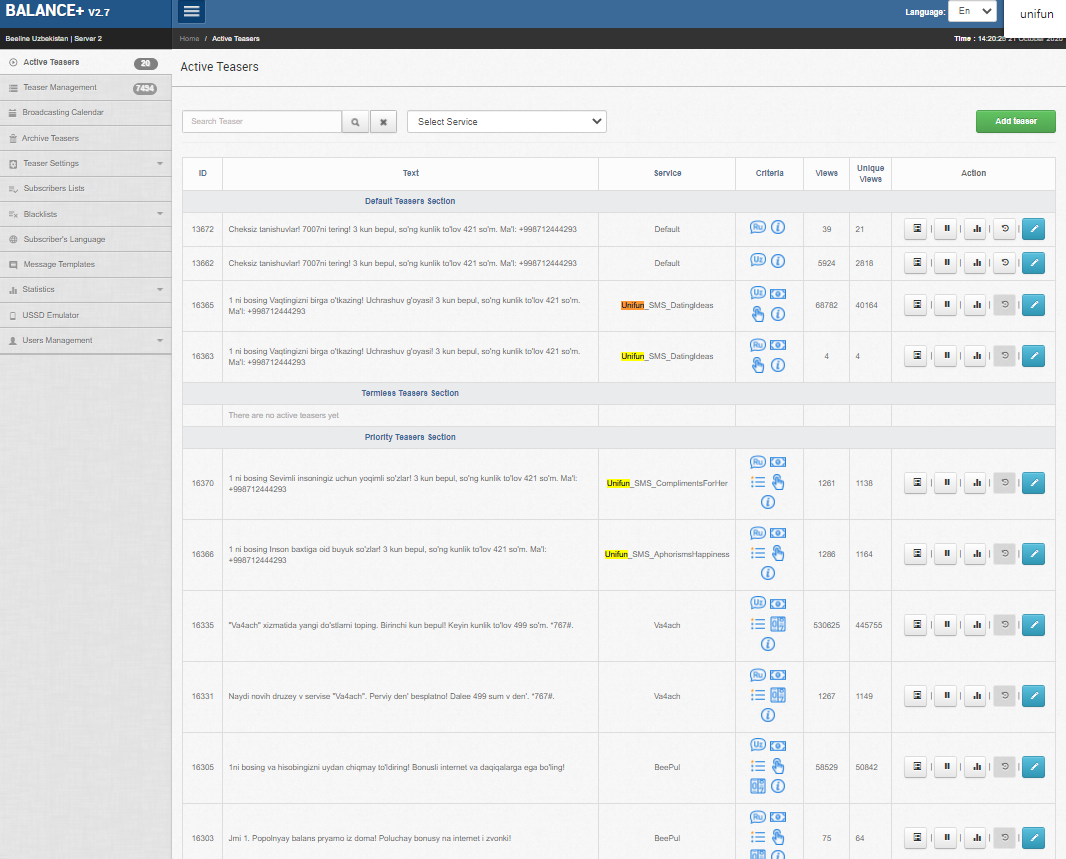 BALANCE+ V2.7
Language: En
unifun
Beeline Uzbekistan | Server 2
Home / Active Teasers
Time : 14:20:28 21 October 2020
Active Teasers 20
Teaser Management 7454
Broadcasting Calendar
Archive Teasers
Teaser Settings
Subscribers Lists
Blacklists
Subscriber's Language
Message Templates
Statistics
USSD Emulator
Users Management
Active Teasers
Search Teaser
Select Service
Add teaser
ID Text Service Criteria Views Unique Views Action
Default Teasers Section
13672 Cheksiz tanishuvlar! 7007ni tering! 3 kun bepul, so'ng kunlik to'lov 421 so'm. Ma'l: +998712444293 Default Ru 39 21
13662 Cheksiz tanishuvlar! 7007ni tering! 3 kun bepul, so'ng kunlik to'lov 421 so'm. Ma'l: +998712444293 Default Uz 5924 2818
16365 1 ni bosing Vaqtingizni birga o'tkazing! Uchrashuv g'oyasi! 3 kun bepul, so'ng kunlik to'lov 421 so'm.
Ma'l: +998712444293 Unifun_SMS_DatingIdeas Uz 68782 40164
16363 1 ni bosing Vaqtingizni birga o'tkazing! Uchrashuv g'oyasi! 3 kun bepul, so'ng kunlik to'lov 421 so'm.
Ma'l: +998712444293 Unifun_SMS_DatingIdeas Ru 4 4
Termless Teasers Section
There are no active teasers yet
Priority Teasers Section
16370 1 ni bosing Sevimli insoningiz uchun yoqimli so'zlar! 3 kun bepul, so'ng kunlik to'lov 421 so'm. Ma'l:
+998712444293 Unifun_SMS_ComplimentsForHer Ru 1261 1138
16366 1 ni bosing Inson baxtiga oid buyuk so'zlar! 3 kun bepul, so'ng kunlik to'lov 421 so'm. Ma'l:
+998712444293 Unifun_SMS_AphorismsHappiness Ru 1286 1164
16335 "Va4ach" xizmatida yangi do'stlarni toping. Birinchi kun bepul! Keyin kunlik to'lov 499 so'm. *767#. Va4ach Uz 530625 445755
16331 Naydi novih druzey v servise "Va4ach". Perviy den' besplatno! Dalee 499 sum v den'. *767#. Va4ach Ru 1267 1149
16305 1ni bosing va hisobingizni uydan chiqmay to'ldiring! Bonusli internet va daqiqalarga ega bo'ling! BeePul Uz 58529 50842
16303 Jmi 1. Popolnyay balans pryamo iz doma! Poluchay bonusy na internet i zvonki! BeePul Ru 75 64